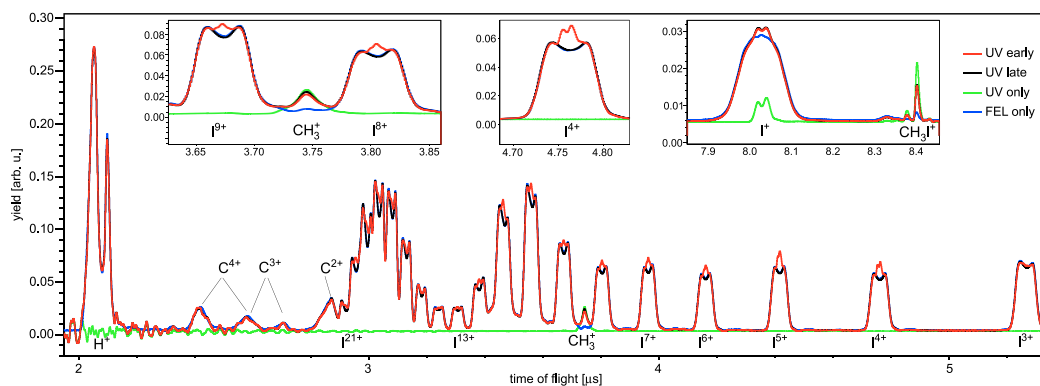 0.30
0.25
0.20
0.15
0.10
0.05
0.00
yield [arb. u.]
2
3
4
5
time of flight [µs]
H⁺
C⁴⁺
C³⁺
C²⁺
I²¹⁺
I¹³⁺
CH₃⁺
I⁷⁺
I⁶⁺
I⁵⁺
I⁴⁺
I³⁺
0.08
0.06
0.04
0.02
0.00
I⁹⁺
CH₃⁺
I⁸⁺
3.65
3.70
3.75
3.80
3.85
0.06
0.04
0.02
0.00
I⁴⁺
4.70
4.80
0.03
0.02
0.01
0.00
I⁺
CH₃I⁺
7.9
8.0
8.1
8.2
8.3
8.4
UV early
UV late
UV only
FEL only